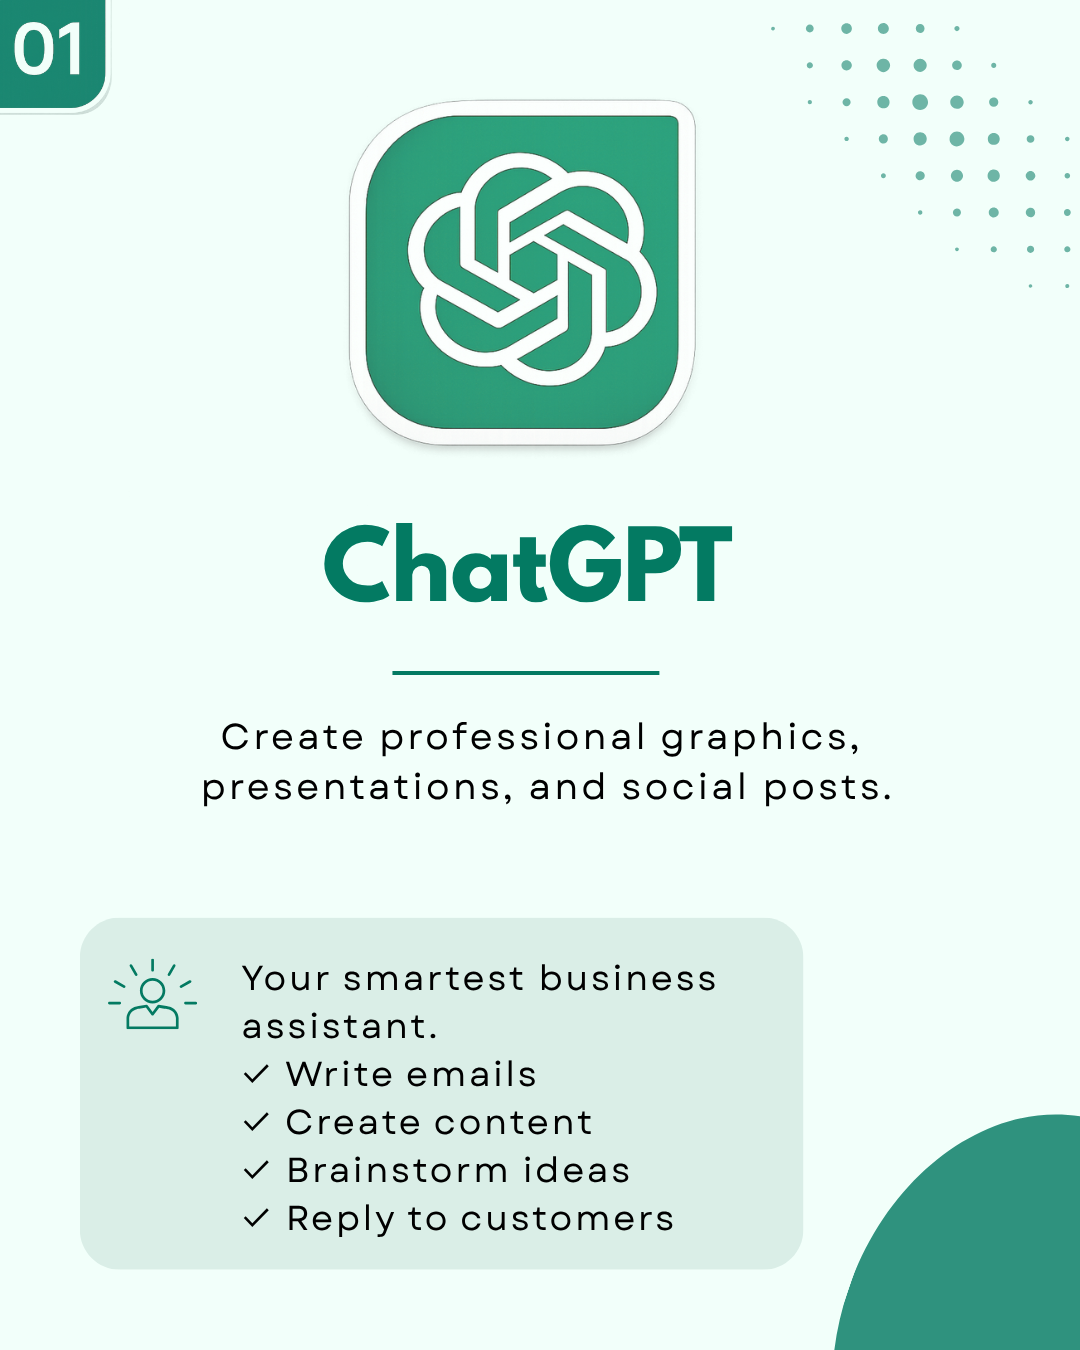 01
ChatGPT
Create professional graphics,
presentations, and social posts.
Your smartest business
assistant.
✓ Write emails
✓ Create content
✓ Brainstorm ideas
✓ Reply to customers